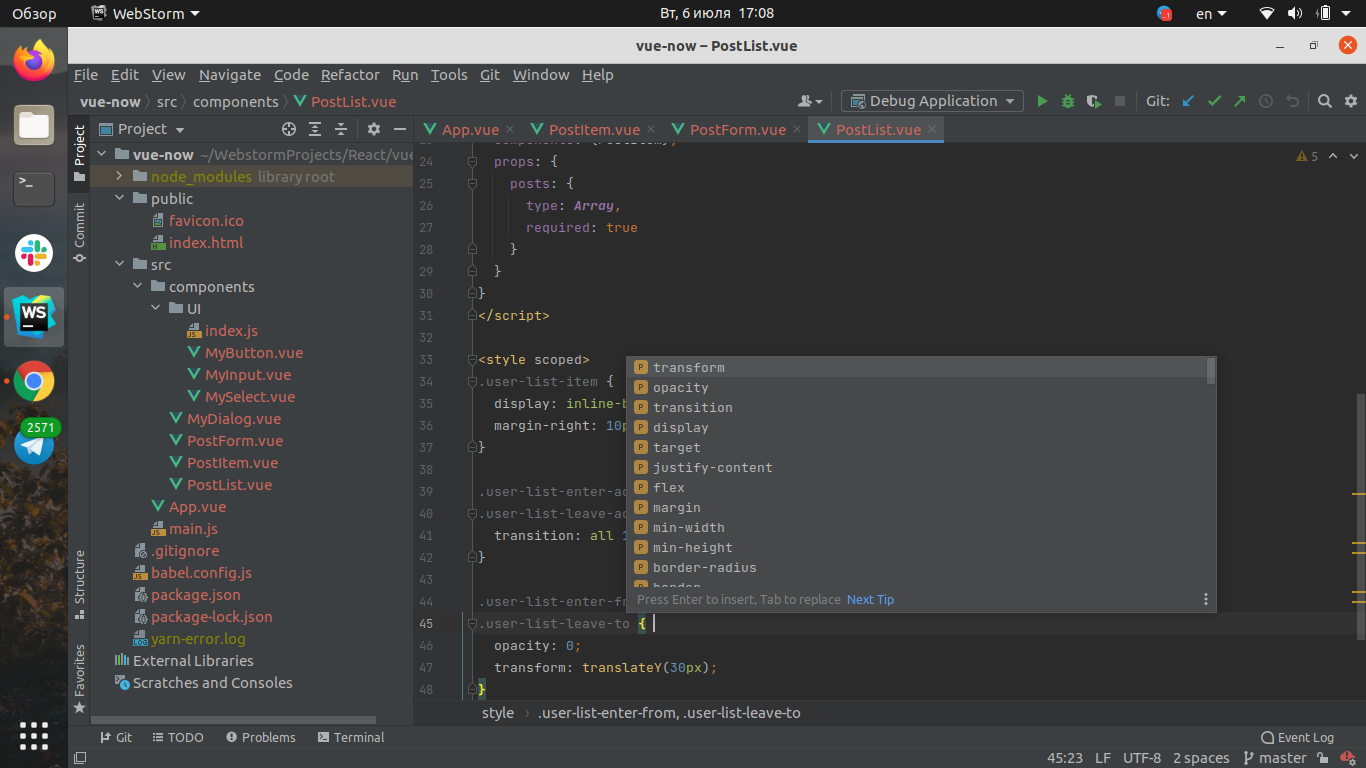 Обзор
WebStorm
Вт, 6 июля 17:08
en
vue-now – PostList.vue
File Edit View Navigate Code Refactor Run Tools Git Window Help
vue-now src components PostList.vue
Debug Application
Git:
Project
App.vue
PostItem.vue
PostForm.vue
PostList.vue
Project
Commit
Structure
Favorites
vue-now ~/WebstormProjects/React/vue
node_modules library root
public
favicon.ico
index.html
src
components
UI
index.js
MyButton.vue
MyInput.vue
MySelect.vue
MyDialog.vue
PostForm.vue
PostItem.vue
PostList.vue
App.vue
main.js
.gitignore
babel.config.js
package.json
package-lock.json
yarn-error.log
External Libraries
Scratches and Consoles
2571
5
24 props: {
25 posts: {
26 type: Array,
27 required: true
28 }
29 }
30 }
31 </script>
32
33 <style scoped>
34 .user-list-item {
35 display: inline-b
36 margin-right: 10p
37 }
38
39 .user-list-enter-ac
40 .user-list-leave-ac
41 transition: all 1
42 }
43
44 .user-list-enter-fr
45 .user-list-leave-to {
46 opacity: 0;
47 transform: translateY(30px);
48 }
transform
opacity
transition
display
target
justify-content
flex
margin
min-width
min-height
border-radius
border
Press Enter to insert, Tab to replace Next Tip
style .user-list-enter-from, .user-list-leave-to
Git TODO Problems Terminal
Event Log
45:23 LF UTF-8 2 spaces master